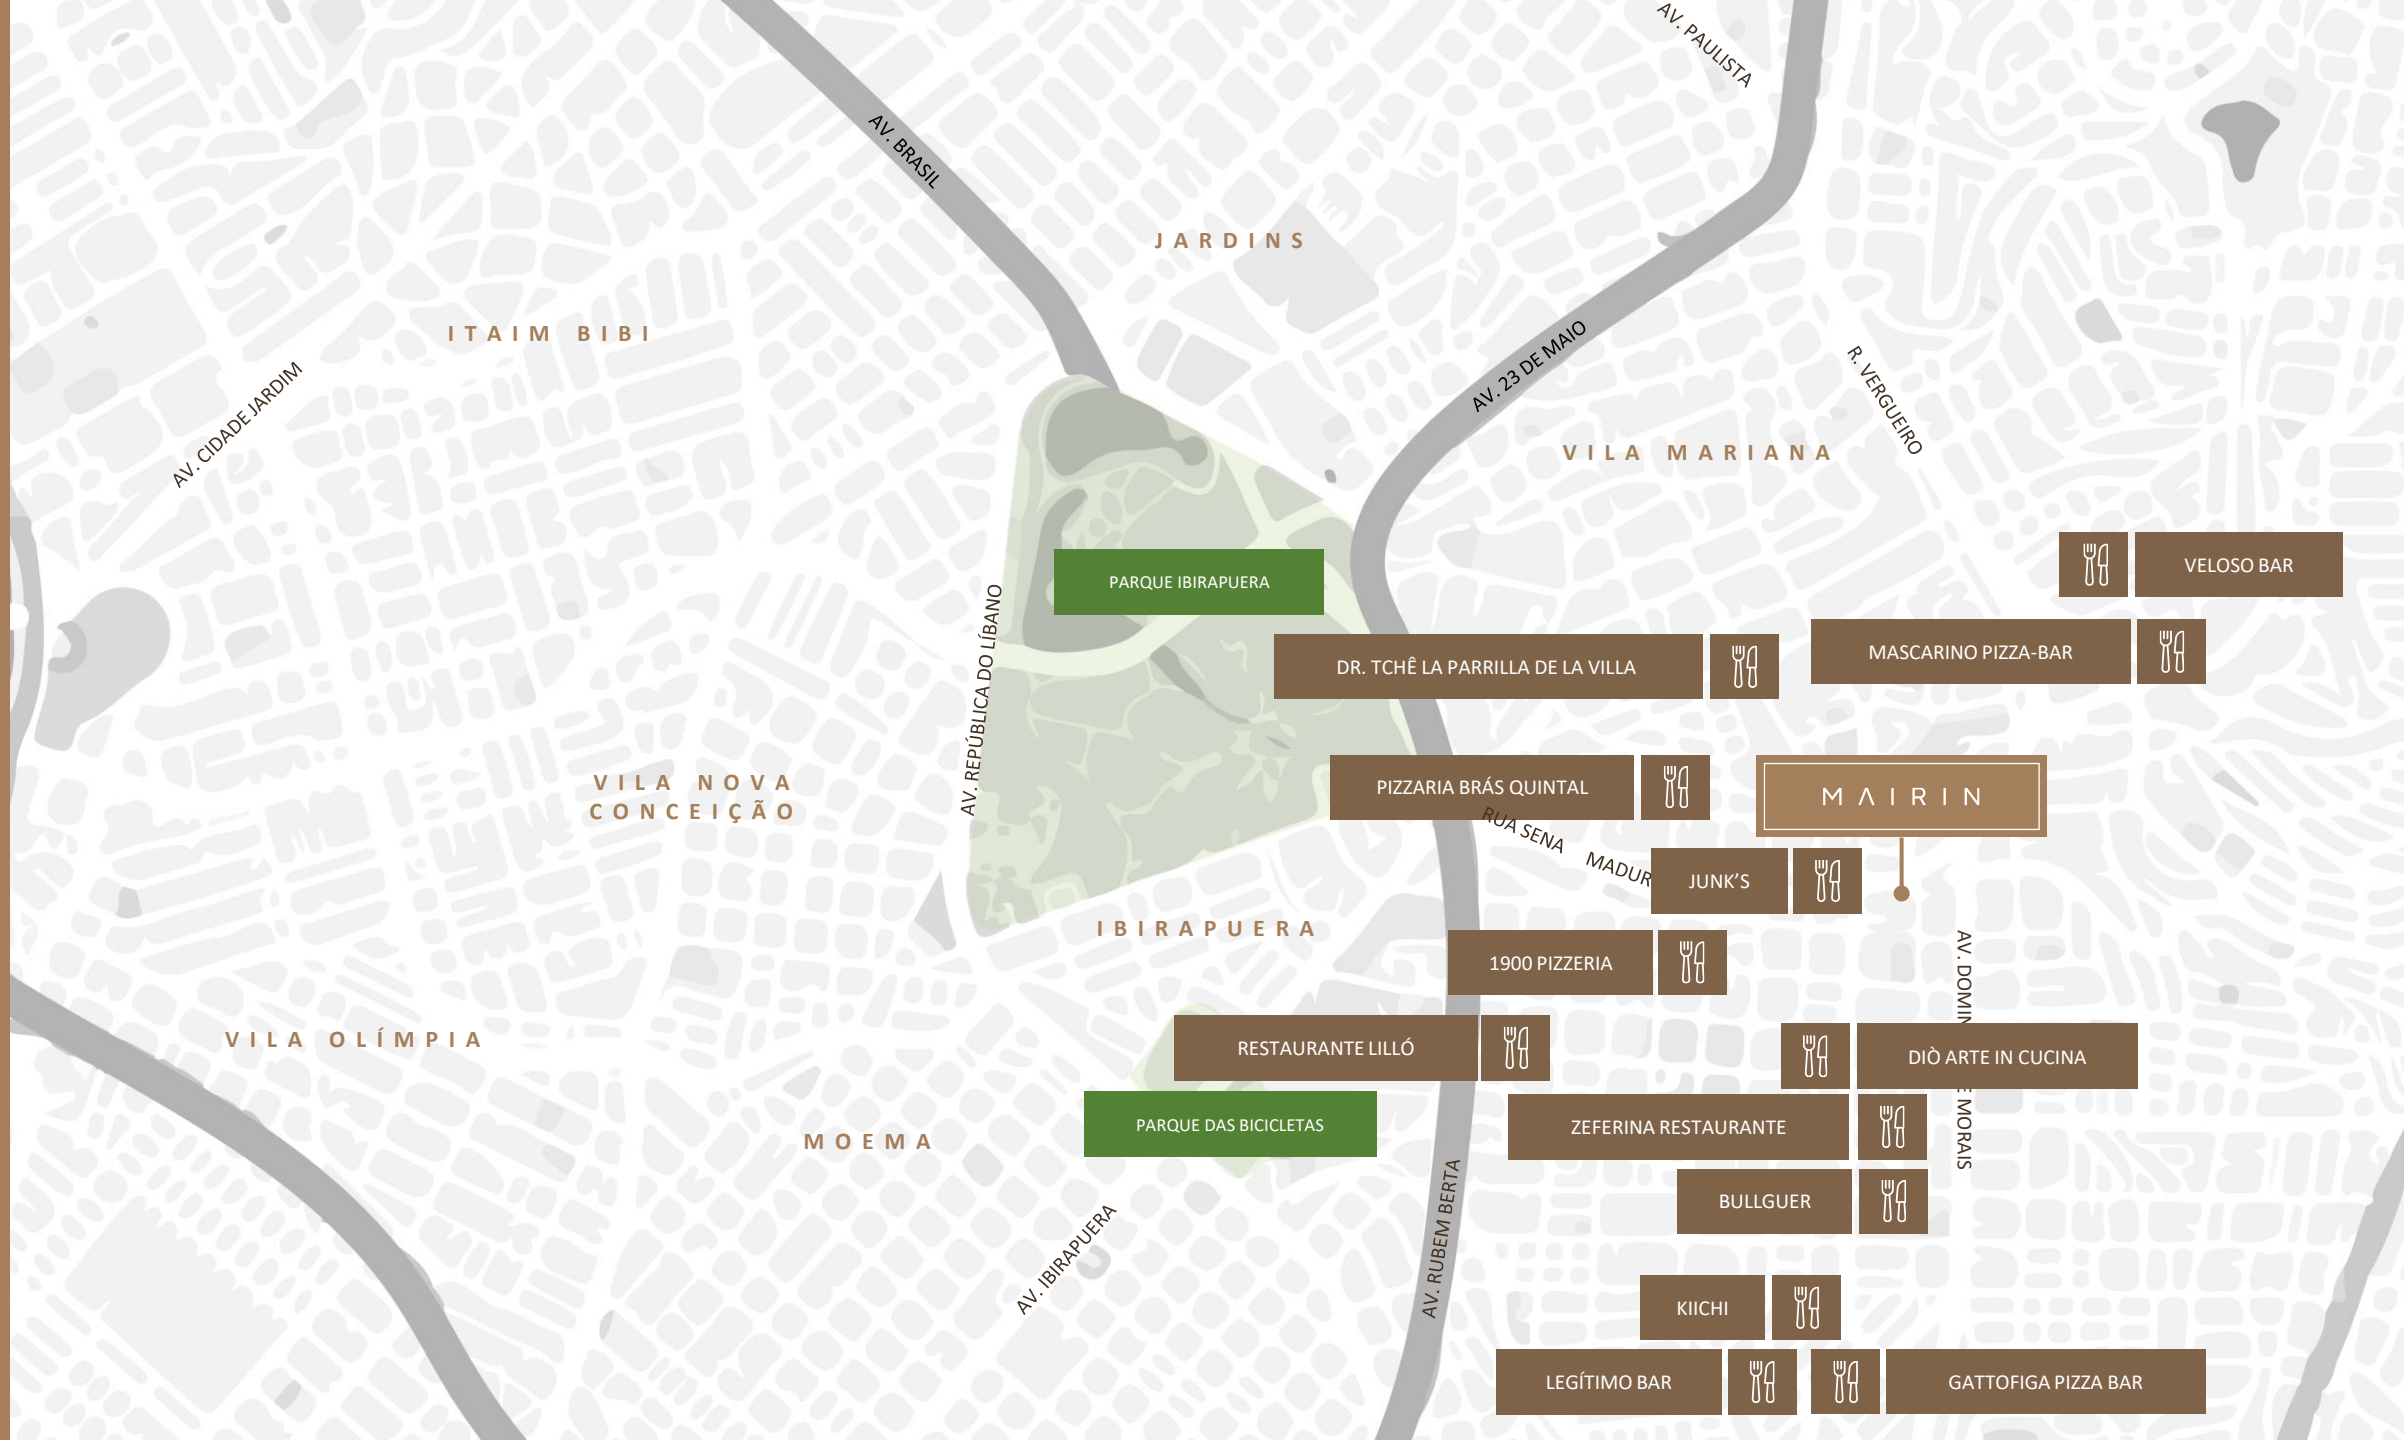 AV. PAULISTA
AV. BRASIL
JARDINS
ITAIM BIBI
AV. 23 DE MAIO
AV. CIDADE JARDIM
R. VERGUEIRO
VILA MARIANA
VELOSO BAR
PARQUE IBIRAPUERA
MASCARINO PIZZA-BAR
DR. TCHÊ LA PARRILLA DE LA VILLA
AV. REPÚBLICA DO LÍBANO
VILA NOVA
CONCEIÇÃO
PIZZARIA BRÁS QUINTAL
MAIRIN
RUA SENA MADUR
JUNK’S
IBIRAPUERA
1900 PIZZERIA
AV. DOMIN E MORAIS
VILA OLÍMPIA
RESTAURANTE LILLÓ
DIÒ ARTE IN CUCINA
PARQUE DAS BICICLETAS
ZEFERINA RESTAURANTE
MOEMA
BULLGUER
AV. RUBEM BERTA
AV. IBIRAPUERA
KIICHI
LEGÍTIMO BAR
GATTOFIGA PIZZA BAR